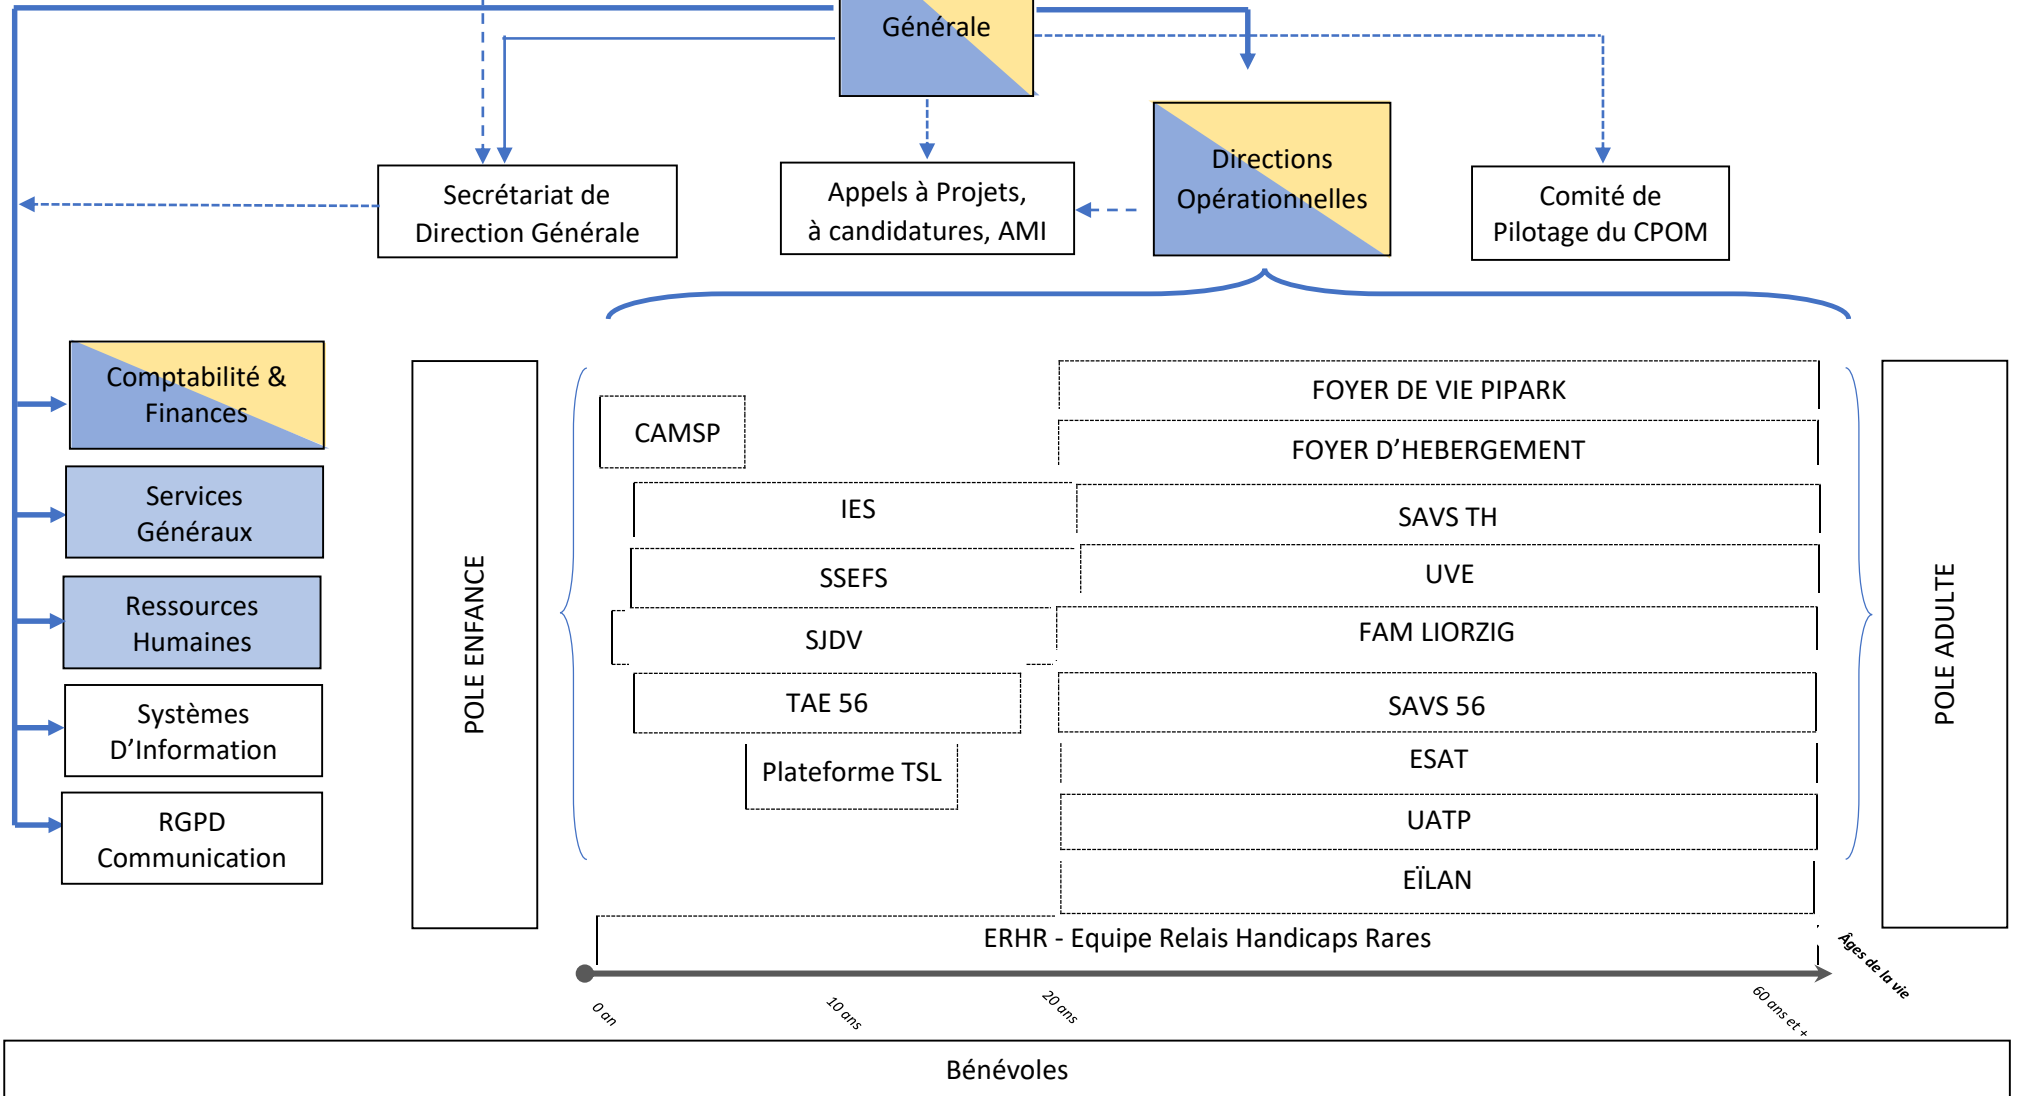 Générale
Secrétariat de
Direction Générale
Appels à Projets,
à candidatures, AMI
Directions
Opérationnelles
Comité de
Pilotage du CPOM
Comptabilité &
Finances
Services
Généraux
Ressources
Humaines
Systèmes
D’Information
RGPD
Communication
POLE ENFANCE
CAMSP
IES
SSEFS
SJDV
TAE 56
Plateforme TSL
FOYER DE VIE PIPARK
FOYER D’HEBERGEMENT
SAVS TH
UVE
FAM LIORZIG
SAVS 56
ESAT
UATP
EÏLAN
POLE ADULTE
ERHR - Equipe Relais Handicaps Rares
Âges de la vie
0 an
10 ans
20 ans
60 ans et +
Bénévoles